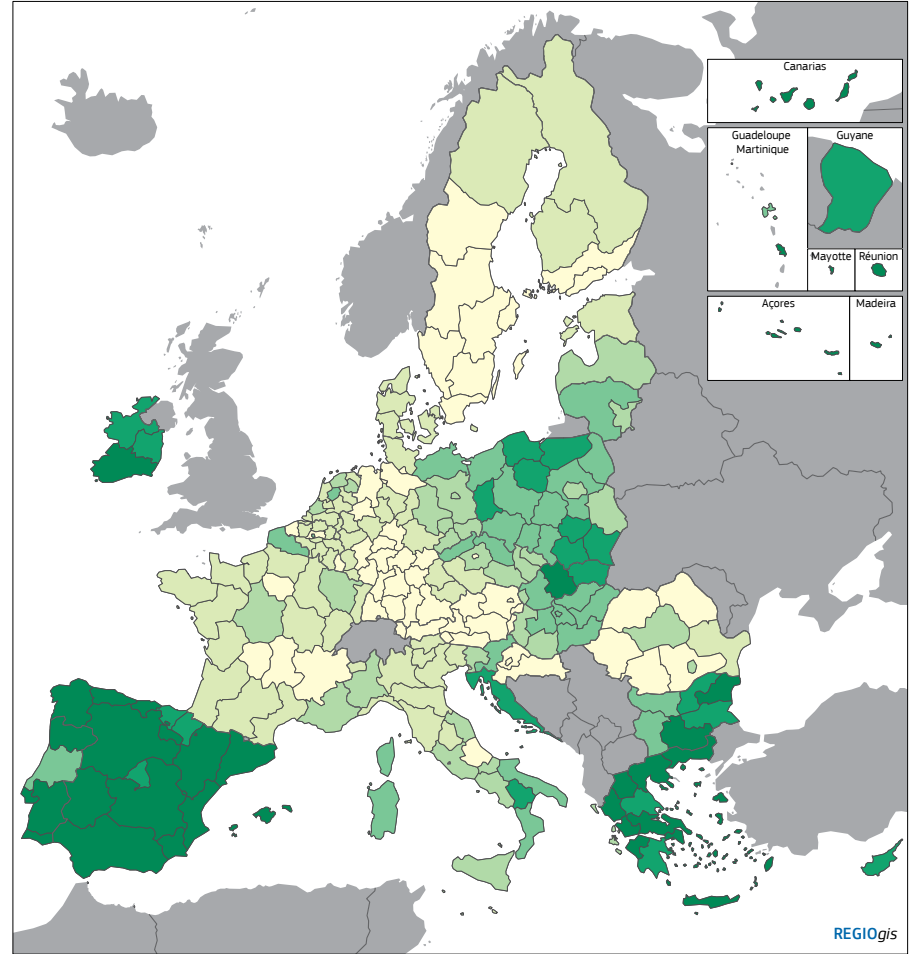 Canarias
Guadeloupe
Martinique
Guyane
Mayotte
Réunion
Açores
Madeira
REGIOgis